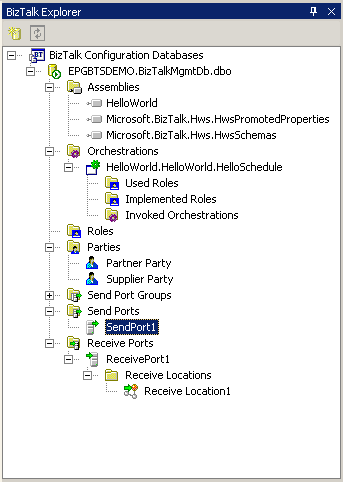 BizTalk Explorer
BizTalk Configuration Databases
EPGBTSDEMO.BizTalkMgmtDb.dbo
Assemblies
HelloWorld
Microsoft.BizTalk.Hws.HwsPromotedProperties
Microsoft.BizTalk.Hws.HwsSchemas
Orchestrations
HelloWorld.HelloWorld.HelloSchedule
Used Roles
Implemented Roles
Invoked Orchestrations
Roles
Parties
Partner Party
Supplier Party
Send Port Groups
Send Ports
SendPort1
Receive Ports
ReceivePort1
Receive Locations
Receive Location1